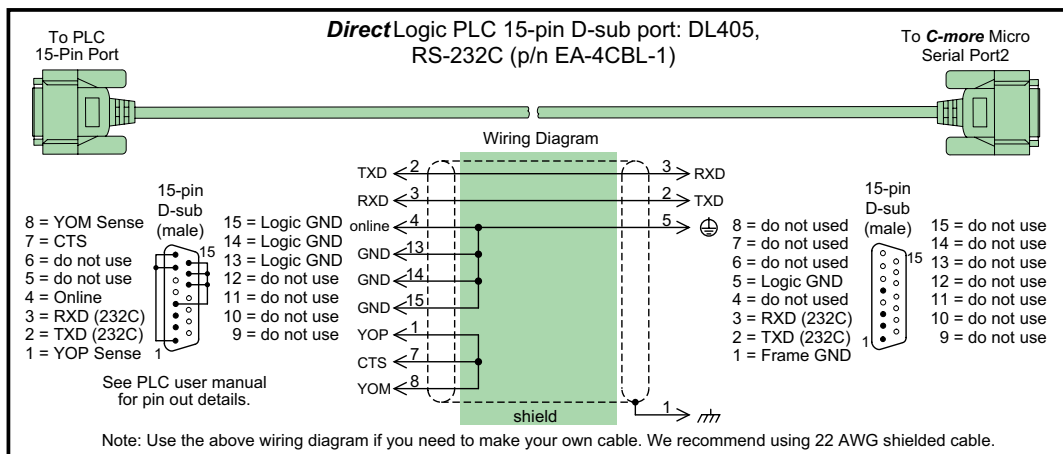 DirectLogic PLC 15-pin D-sub port: DL405,
RS-232C (p/n EA-4CBL-1)
To PLC
15-Pin Port
To C-more Micro
Serial Port2
Wiring Diagram
15-pin
D-sub
(male)
8 = YOM Sense
7 = CTS
6 = do not use
5 = do not use
4 = Online
3 = RXD (232C)
2 = TXD (232C)
1 = YOP Sense
15
1
15 = Logic GND
14 = Logic GND
13 = Logic GND
12 = do not use
11 = do not use
10 = do not use
9 = do not use
See PLC user manual
for pin out details.
TXD 2 3 RXD
RXD 3 2 TXD
online 4 5
GND 13
GND 14
GND 15
YOP 1
CTS 7
YOM 8
shield
1
15-pin
D-sub
(male)
8 = do not used
7 = do not used
6 = do not used
5 = Logic GND
4 = do not used
3 = RXD (232C)
2 = TXD (232C)
1 = Frame GND
15
1
15 = do not use
14 = do not use
13 = do not use
12 = do not use
11 = do not use
10 = do not use
9 = do not use
Note: Use the above wiring diagram if you need to make your own cable. We recommend using 22 AWG shielded cable.